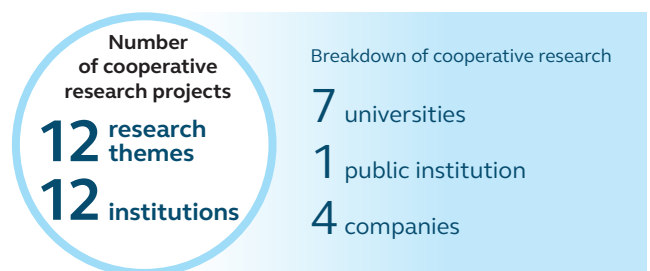 Number
of cooperative
research projects
12 research
themes
12 institutions
Breakdown of cooperative research
7 universities
1 public institution
4 companies